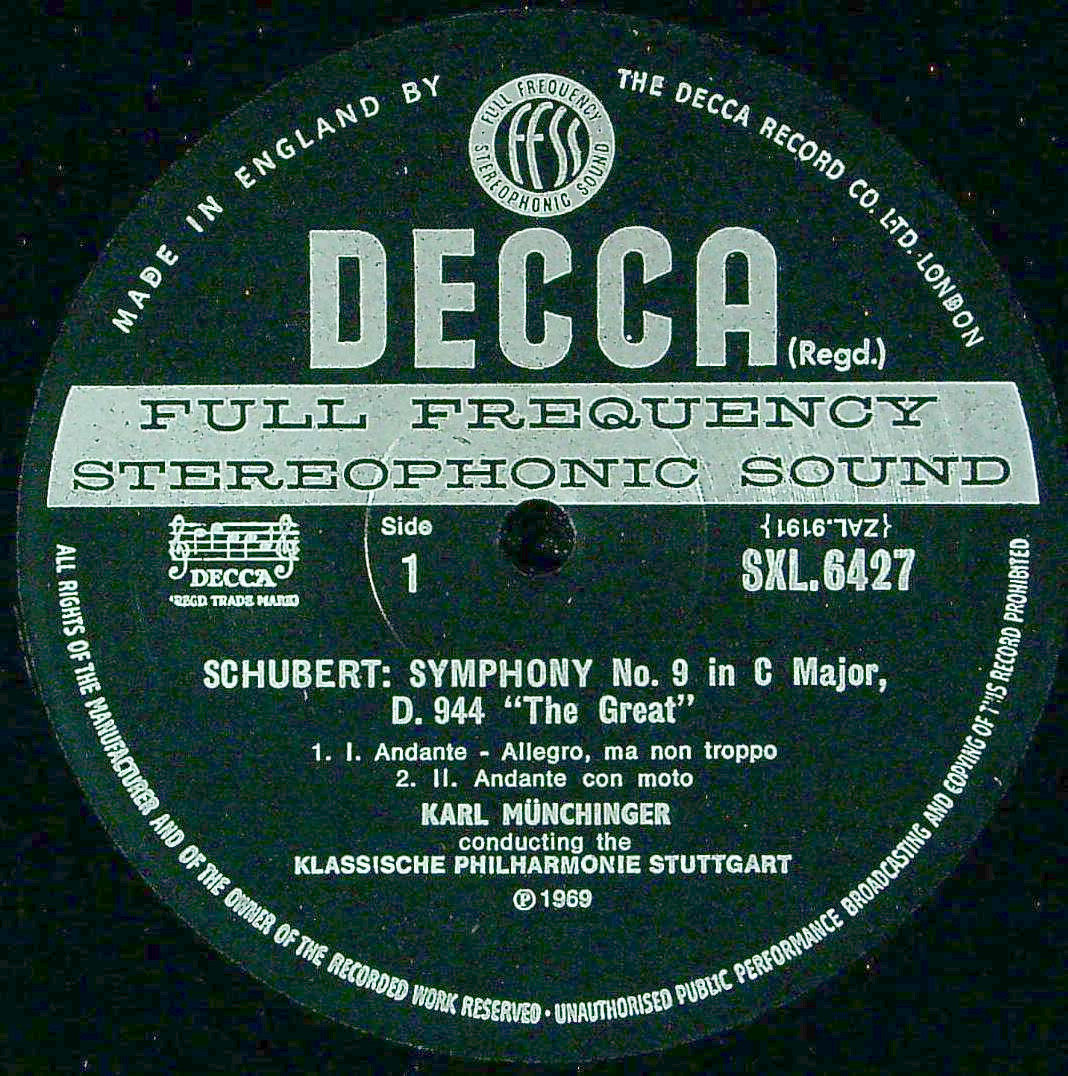 MADE IN ENGLAND BY
THE DECCA RECORD CO. LTD. LONDON
· FULL FREQUENCY ·
STEREOPHONIC SOUND
ffss
DECCA
(Regd.)
FULL FREQUENCY
STEREOPHONIC SOUND
DECCA
REGD TRADE MARK
Side
1
{ZAL.9191}
SXL.6427
SCHUBERT: SYMPHONY No. 9 in C Major,
D. 944 “The Great”
1. I. Andante - Allegro, ma non troppo
2. II. Andante con moto
KARL MÜNCHINGER
conducting the
KLASSISCHE PHILHARMONIE STUTTGART
℗ 1969
ALL RIGHTS OF THE MANUFACTURER AND OF THE OWNER OF THE RECORDED WORK RESERVED · UNAUTHORISED PUBLIC PERFORMANCE BROADCASTING AND COPYING OF THIS RECORD PROHIBITED